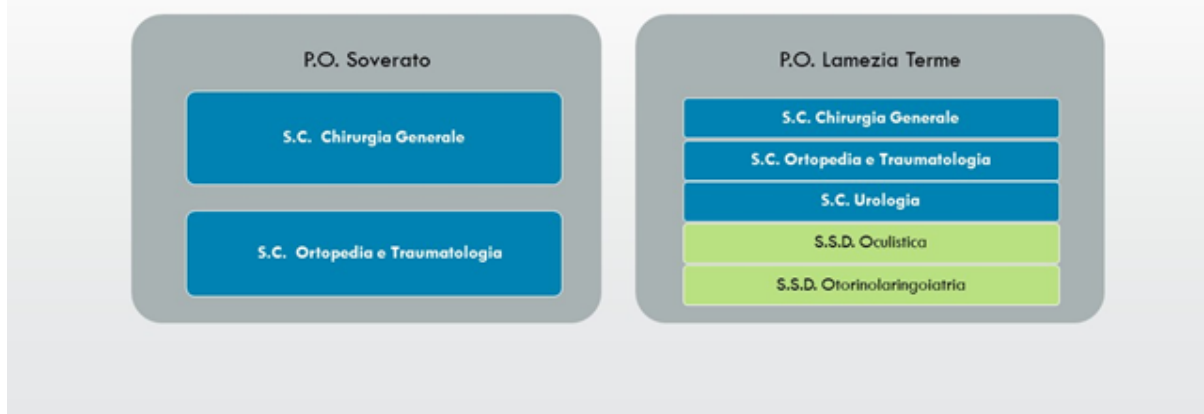 P.O. Soverato
S.C. Chirurgia Generale
S.C. Ortopedia e Traumatologia
P.O. Lamezia Terme
S.C. Chirurgia Generale
S.C. Ortopedia e Traumatologia
S.C. Urologia
S.S.D. Oculistica
S.S.D. Otorinolaringoiatria